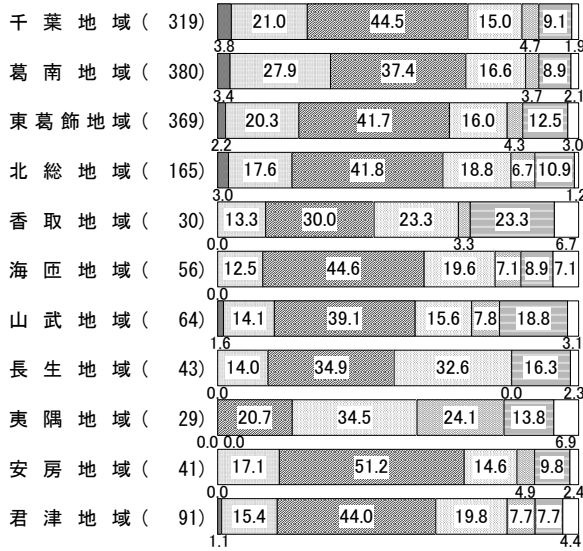 千 葉 地 域 ( 319) 21.0 44.5 15.0 9.1
3.8 4.7 1.9
葛 南 地 域 ( 380) 27.9 37.4 16.6 8.9
3.4 3.7 2.1
東 葛 飾 地 域 ( 369) 20.3 41.7 16.0 12.5
2.2 4.3 3.0
北 総 地 域 ( 165) 17.6 41.8 18.8 6.7 10.9
3.0 1.2
香 取 地 域 ( 30) 13.3 30.0 23.3 23.3
0.0 3.3 6.7
海 匝 地 域 ( 56) 12.5 44.6 19.6 7.1 8.9 7.1
0.0
山 武 地 域 ( 64) 14.1 39.1 15.6 7.8 18.8
1.6 3.1
長 生 地 域 ( 43) 14.0 34.9 32.6 16.3
0.0 0.0 2.3
夷 隅 地 域 ( 29) 20.7 34.5 24.1 13.8
0.0 0.0 6.9
安 房 地 域 ( 41) 17.1 51.2 14.6 9.8
0.0 4.9 2.4
君 津 地 域 ( 91) 15.4 44.0 19.8 7.7 7.7
1.1 4.4